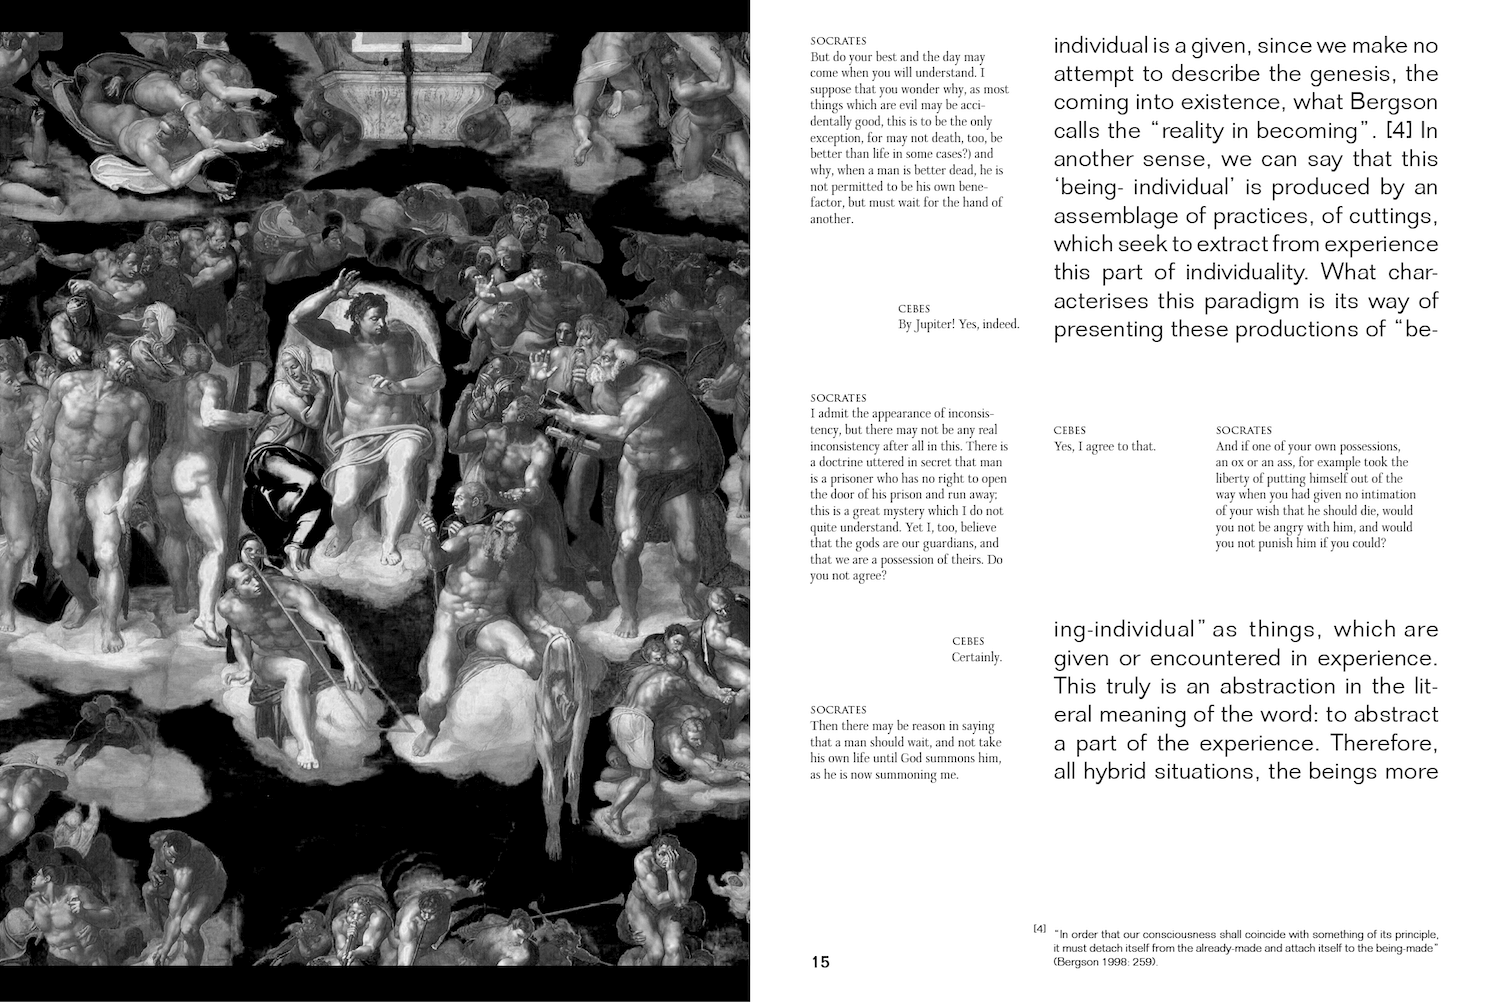 SOCRATES
But do your best and the day may
come when you will understand. I
suppose that you wonder why, as most
things which are evil may be acci-
dentally good, this is to be the only
exception, for may not death, too, be
better than life in some cases?) and
why, when a man is better dead, he is
not permitted to be his own bene-
factor, but must wait for the hand of
another.
CEBES
By Jupiter! Yes, indeed.
SOCRATES
I admit the appearance of inconsis-
tency, but there may not be any real
inconsistency after all in this. There is
a doctrine uttered in secret that man
is a prisoner who has no right to open
the door of his prison and run away;
this is a great mystery which I do not
quite understand. Yet I, too, believe
that the gods are our guardians, and
that we are a possession of theirs. Do
you not agree?
CEBES
Yes, I agree to that.
SOCRATES
And if one of your own possessions,
an ox or an ass, for example took the
liberty of putting himself out of the
way when you had given no intimation
of your wish that he should die, would
you not be angry with him, and would
you not punish him if you could?
CEBES
Certainly.
SOCRATES
Then there may be reason in saying
that a man should wait, and not take
his own life until God summons him,
as he is now summoning me.
individual is a given, since we make no
attempt to describe the genesis, the
coming into existence, what Bergson
calls the “reality in becoming”. [4] In
another sense, we can say that this
‘being- individual’ is produced by an
assemblage of practices, of cuttings,
which seek to extract from experience
this part of individuality. What char-
acterises this paradigm is its way of
presenting these productions of “be-
ing-individual” as things, which are
given or encountered in experience.
This truly is an abstraction in the lit-
eral meaning of the word: to abstract
a part of the experience. Therefore,
all hybrid situations, the beings more
[4] “In order that our consciousness shall coincide with something of its principle,
it must detach itself from the already-made and attach itself to the being-made”
(Bergson 1998: 259).
15